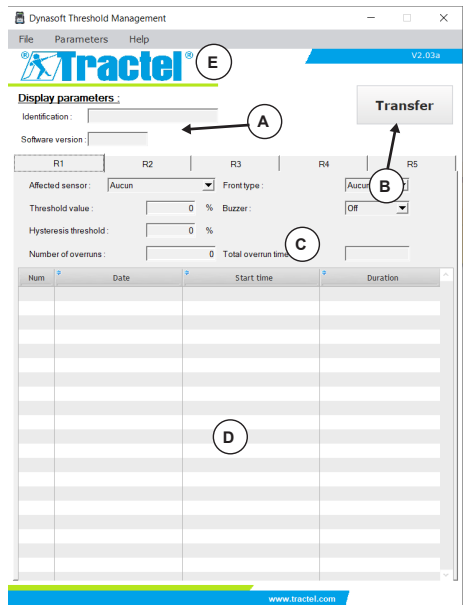 Dynasoft Threshold Management
File Parameters Help
® Tractel ® E V2.03a
Display parameters :
Identification :
A
Transfer
Software version :
R1 R2 R3 R4 R5
Affected sensor : Aucun Front type : Aucun B
Threshold value : 0 % Buzzer : Off
Hysteresis threshold : 0 %
C
Number of overruns : 0 Total overrun time
Num Date Start time Duration
D
www.tractel.com